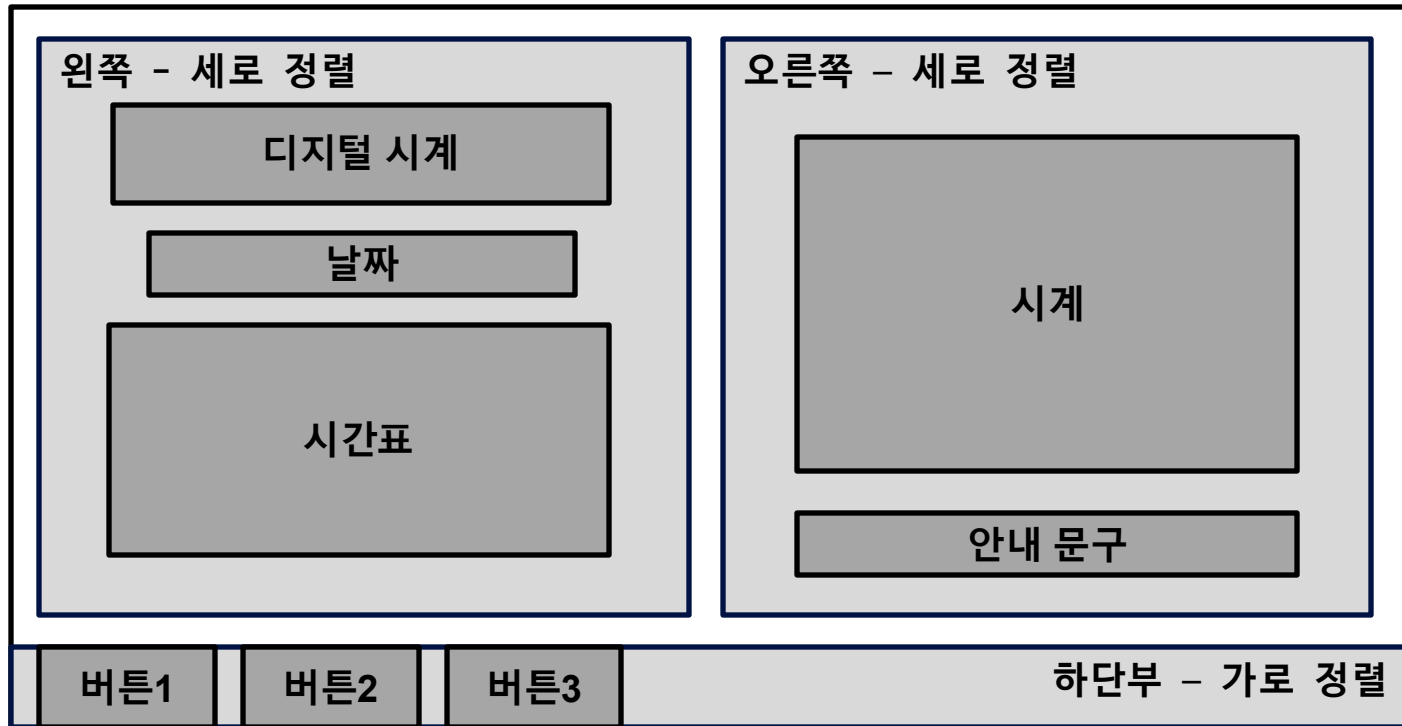 왼쪽 - 세로 정렬
디지털 시계
날짜
시간표
오른쪽 – 세로 정렬
시계
안내 문구
버튼1
버튼2
버튼3
하단부 – 가로 정렬